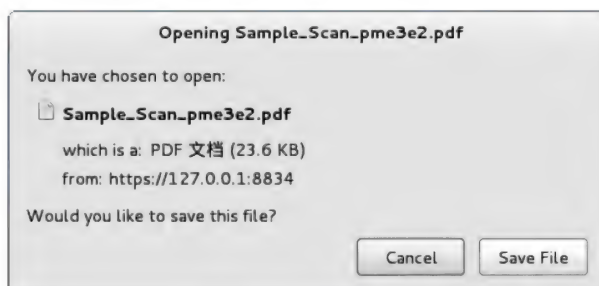 Opening Sample_Scan_pme3e2.pdf
You have chosen to open:
Sample_Scan_pme3e2.pdf
which is a: PDF 文档 (23.6 KB)
from: https://127.0.0.1:8834
Would you like to save this file?
Cancel Save File